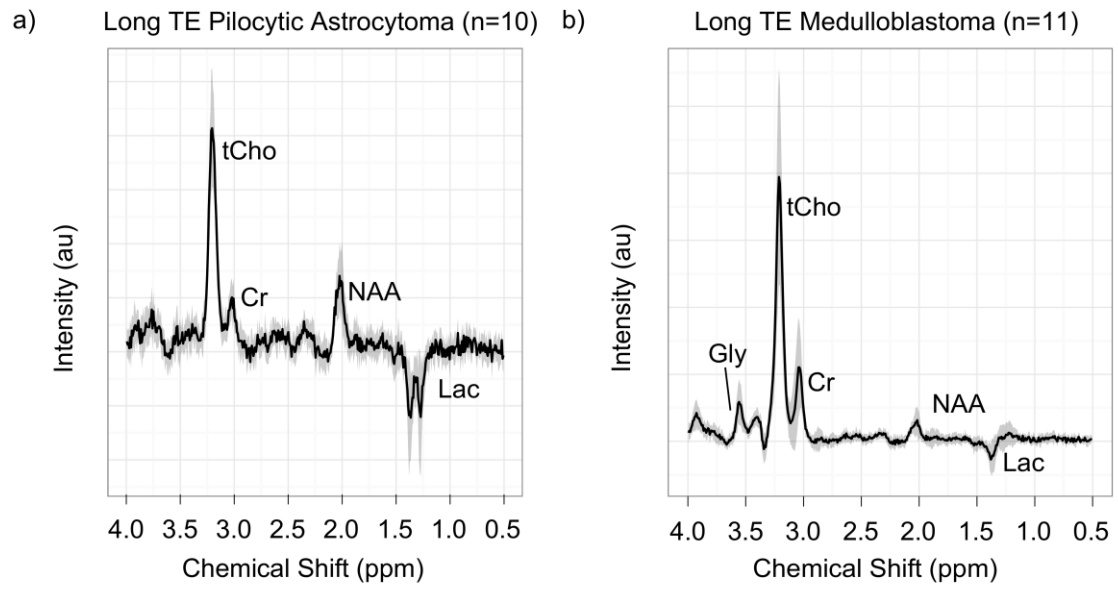 a) Long TE Pilocytic Astrocytoma (n=10)
Intensity (au)
tCho
Cr
NAA
Lac
4.0 3.5 3.0 2.5 2.0 1.5 1.0 0.5
Chemical Shift (ppm)
b) Long TE Medulloblastoma (n=11)
Intensity (au)
tCho
Gly
Cr
NAA
Lac
4.0 3.5 3.0 2.5 2.0 1.5 1.0 0.5
Chemical Shift (ppm)